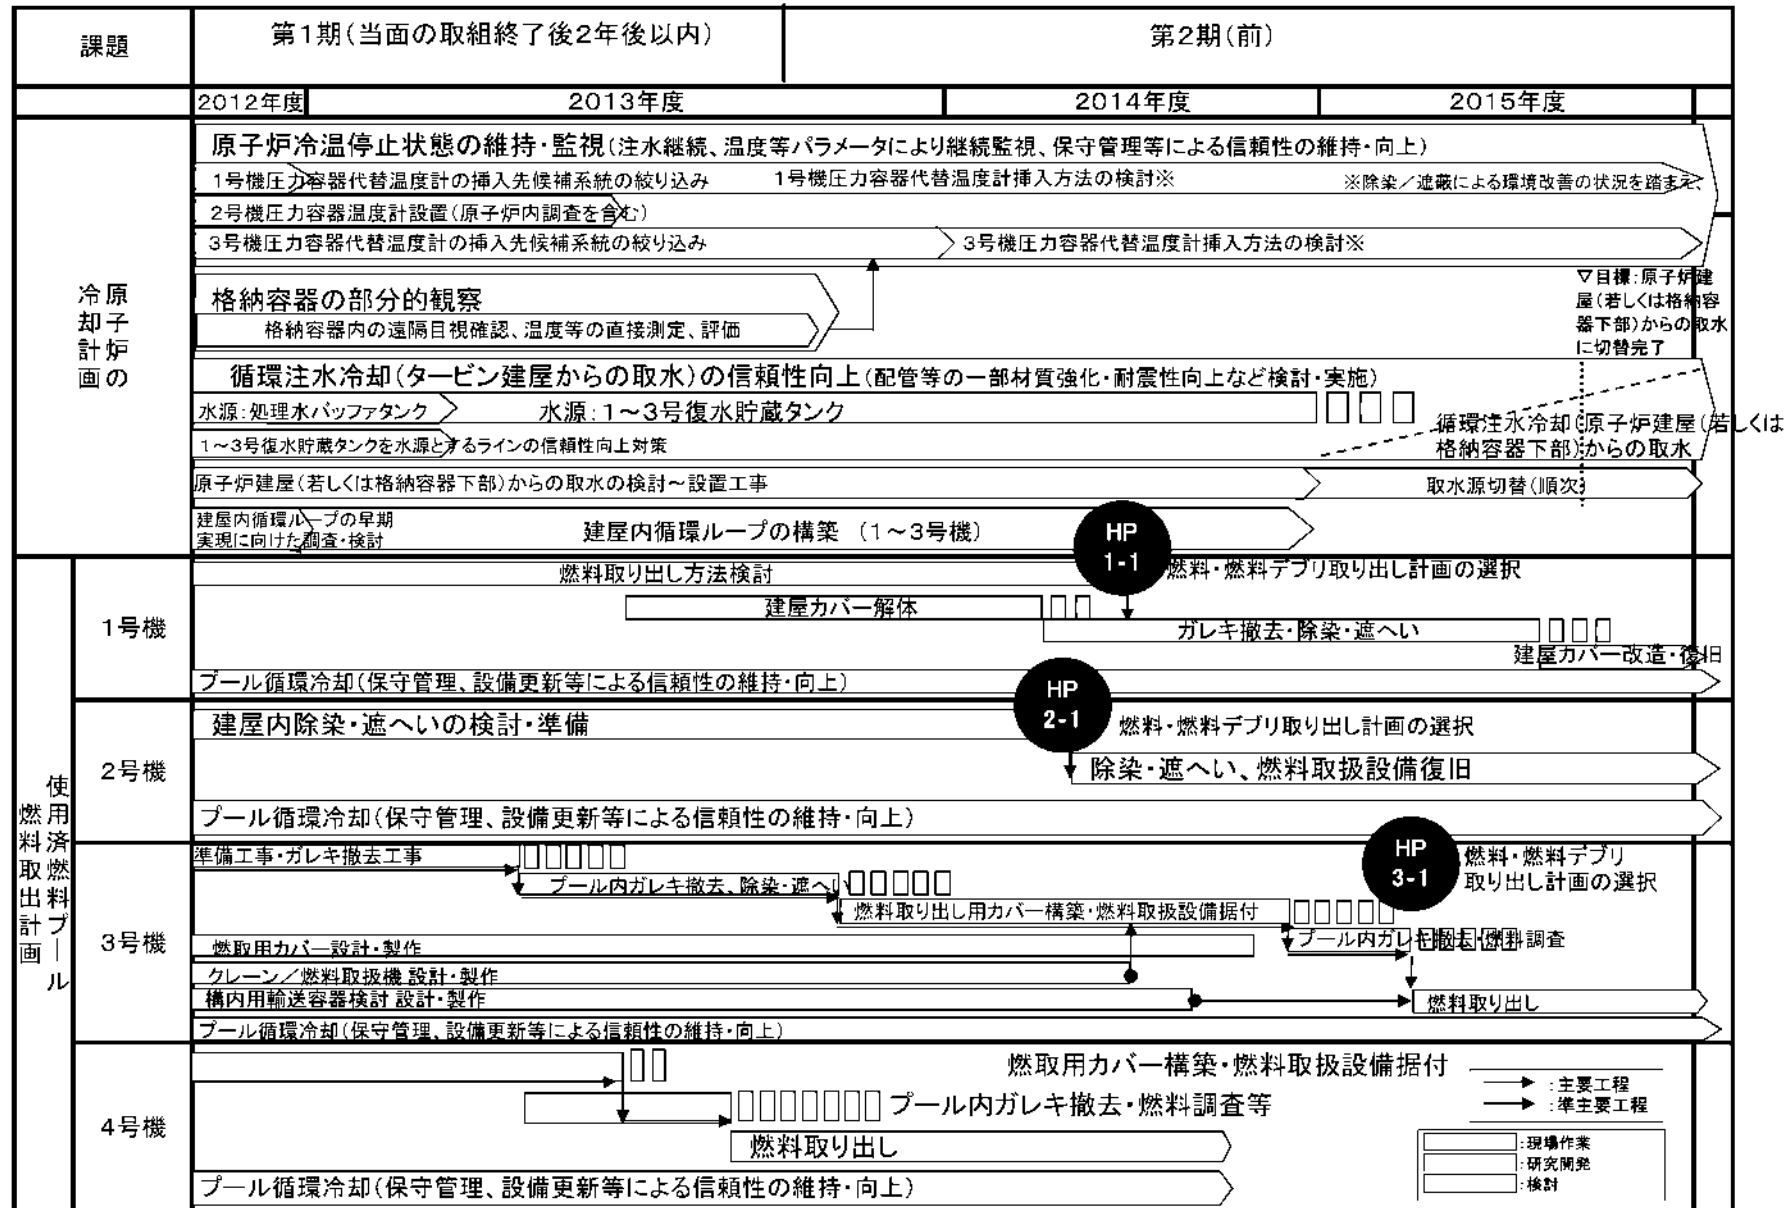 課題
第1期(当面の取組終了後2年後以内)
第2期(前)
2012年度
2013年度
2014年度
2015年度
原子炉の冷却計画
原子炉冷温停止状態の維持・監視(注水継続、温度等パラメータにより継続監視、保守管理等による信頼性の維持・向上)
1号機圧力容器代替温度計の挿入先候補系統の絞り込み
1号機圧力容器代替温度計挿入方法の検討※
※除染/遮蔽による環境改善の状況を踏まえ、
2号機圧力容器温度計設置(原子炉内調査を含む)
3号機圧力容器代替温度計の挿入先候補系統の絞り込み
3号機圧力容器代替温度計挿入方法の検討※
格納容器の部分的観察
格納容器内の遠隔目視確認、温度等の直接測定、評価
▽目標:原子炉建
屋(若しくは格納容
器下部)からの取水
に切替完了
循環注水冷却(タービン建屋からの取水)の信頼性向上(配管等の一部材質強化・耐震性向上など検討・実施)
水源:処理水バッファタンク
水源:1~3号復水貯蔵タンク
循環注水冷却(原子炉建屋(若しくは
格納容器下部)からの取水
1~3号復水貯蔵タンクを水源とするラインの信頼性向上対策
原子炉建屋(若しくは格納容器下部)からの取水の検討~設置工事
取水源切替(順次)
建屋内循環ループの早期
実現に向けた調査・検討
建屋内循環ループの構築 (1~3号機)
使用済燃料プール燃料取出計画
1号機
燃料取り出し方法検討
HP
1-1
燃料・燃料デブリ取り出し計画の選択
建屋カバー解体
ガレキ撤去・除染・遮へい
建屋カバー改造・復旧
プール循環冷却(保守管理、設備更新等による信頼性の維持・向上)
2号機
建屋内除染・遮へいの検討・準備
HP
2-1
燃料・燃料デブリ取り出し計画の選択
除染・遮へい、燃料取扱設備復旧
プール循環冷却(保守管理、設備更新等による信頼性の維持・向上)
3号機
準備工事・ガレキ撤去工事
HP
3-1
燃料・燃料デブリ
取り出し計画の選択
プール内ガレキ撤去、除染・遮へい
燃料取り出し用カバー構築・燃料取扱設備据付
プール内ガレキ撤去・燃料調査
燃取用カバー設計・製作
クレーン/燃料取扱機 設計・製作
構内用輸送容器検討 設計・製作
燃料取り出し
プール循環冷却(保守管理、設備更新等による信頼性の維持・向上)
4号機
燃取用カバー構築・燃料取扱設備据付
プール内ガレキ撤去・燃料調査等
燃料取り出し
プール循環冷却(保守管理、設備更新等による信頼性の維持・向上)
:主要工程
:準主要工程
:現場作業
:研究開発
:検討